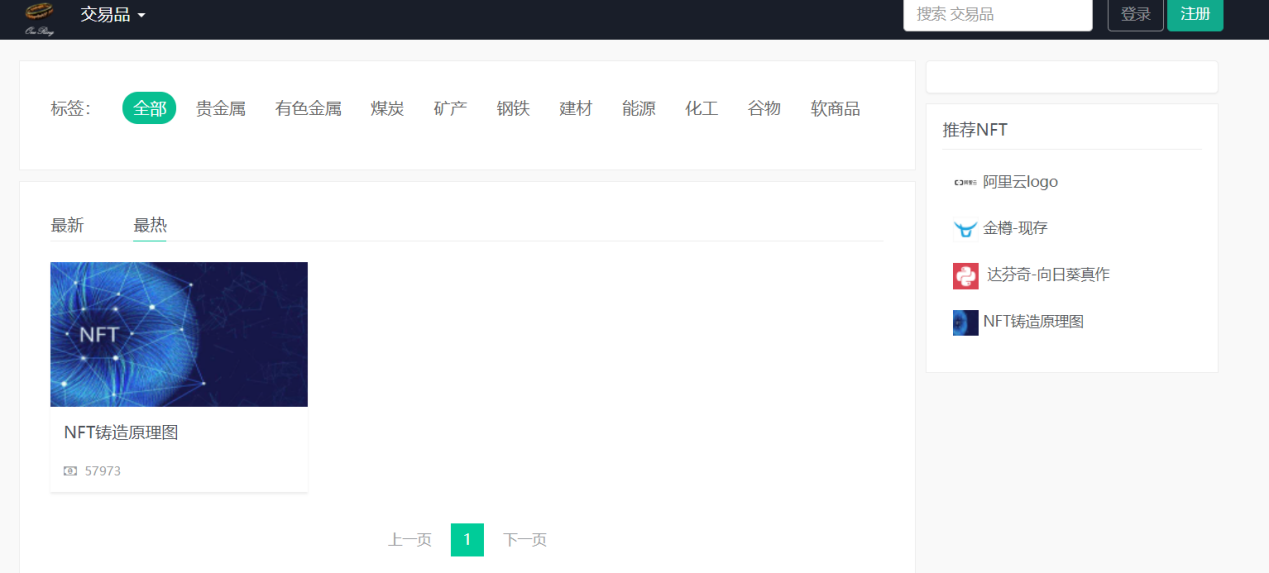 One Ring
交易品
搜索 交易品
登录
注册
标签：
全部
贵金属
有色金属
煤炭
矿产
钢铁
建材
能源
化工
谷物
软商品
最新
最热
NFT
NFT铸造原理图
57973
上一页
1
下一页
推荐NFT
阿里云logo
金樽-现存
达芬奇-向日葵真作
NFT铸造原理图